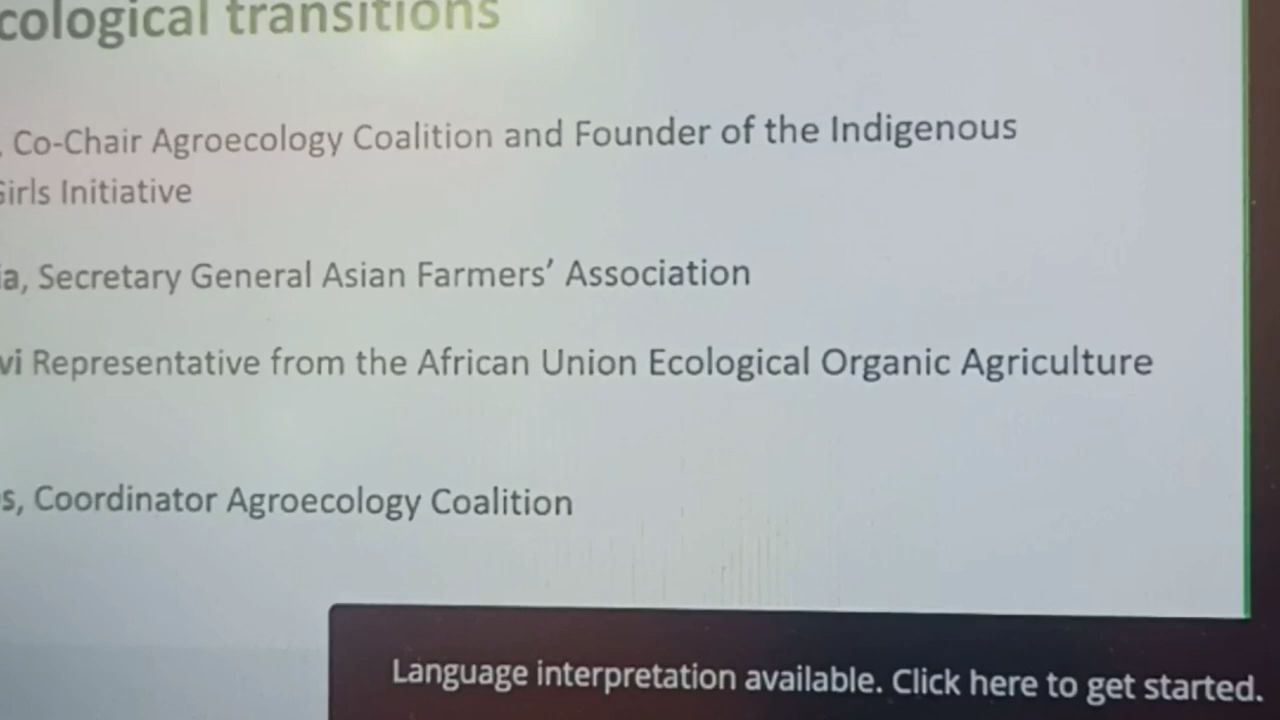 cological transitions
, Co-Chair Agroecology Coalition and Founder of the Indigenous
Girls Initiative
ia, Secretary General Asian Farmers’ Association
vi Representative from the African Union Ecological Organic Agriculture
s, Coordinator Agroecology Coalition
Language interpretation available. Click here to get started.